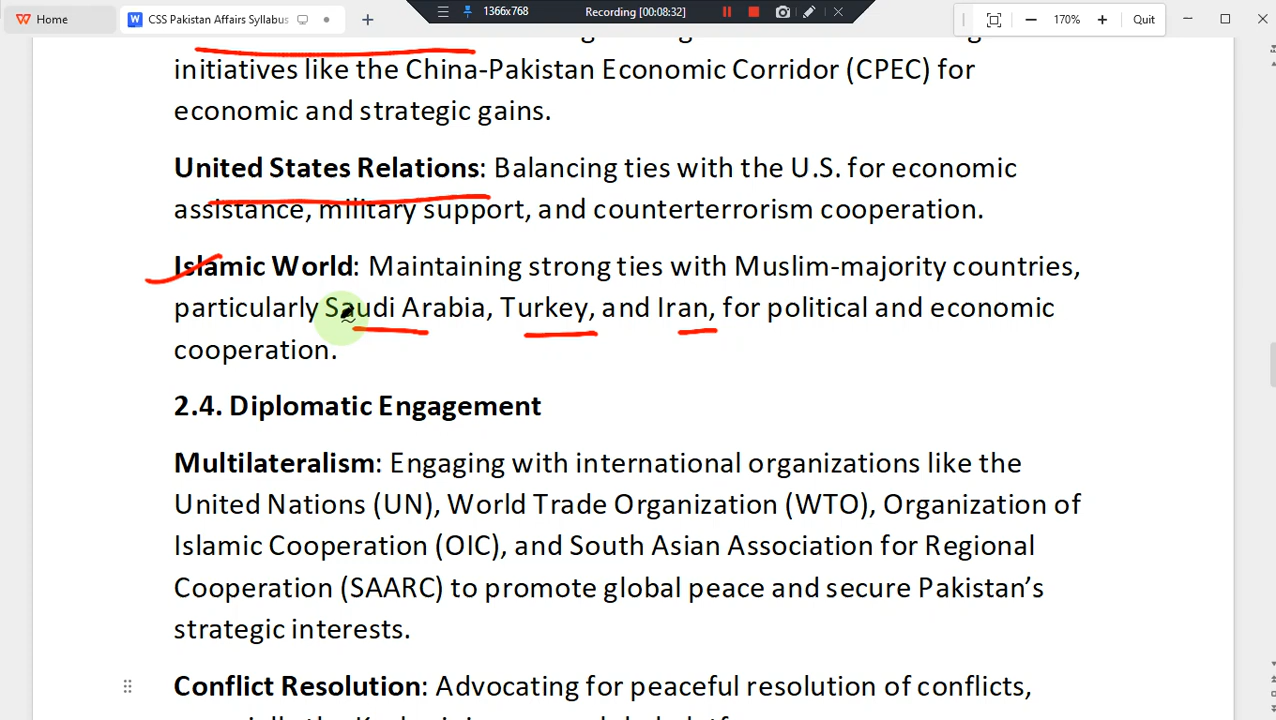 Home
CSS Pakistan Affairs Syllabus
1366x768
Recording [00:08:32]
170%
Quit
initiatives like the China-Pakistan Economic Corridor (CPEC) for
economic and strategic gains.
United States Relations: Balancing ties with the U.S. for economic
assistance, military support, and counterterrorism cooperation.
Islamic World: Maintaining strong ties with Muslim-majority countries,
particularly Saudi Arabia, Turkey, and Iran, for political and economic
cooperation.
2.4. Diplomatic Engagement
Multilateralism: Engaging with international organizations like the
United Nations (UN), World Trade Organization (WTO), Organization of
Islamic Cooperation (OIC), and South Asian Association for Regional
Cooperation (SAARC) to promote global peace and secure Pakistan’s
strategic interests.
Conflict Resolution: Advocating for peaceful resolution of conflicts,